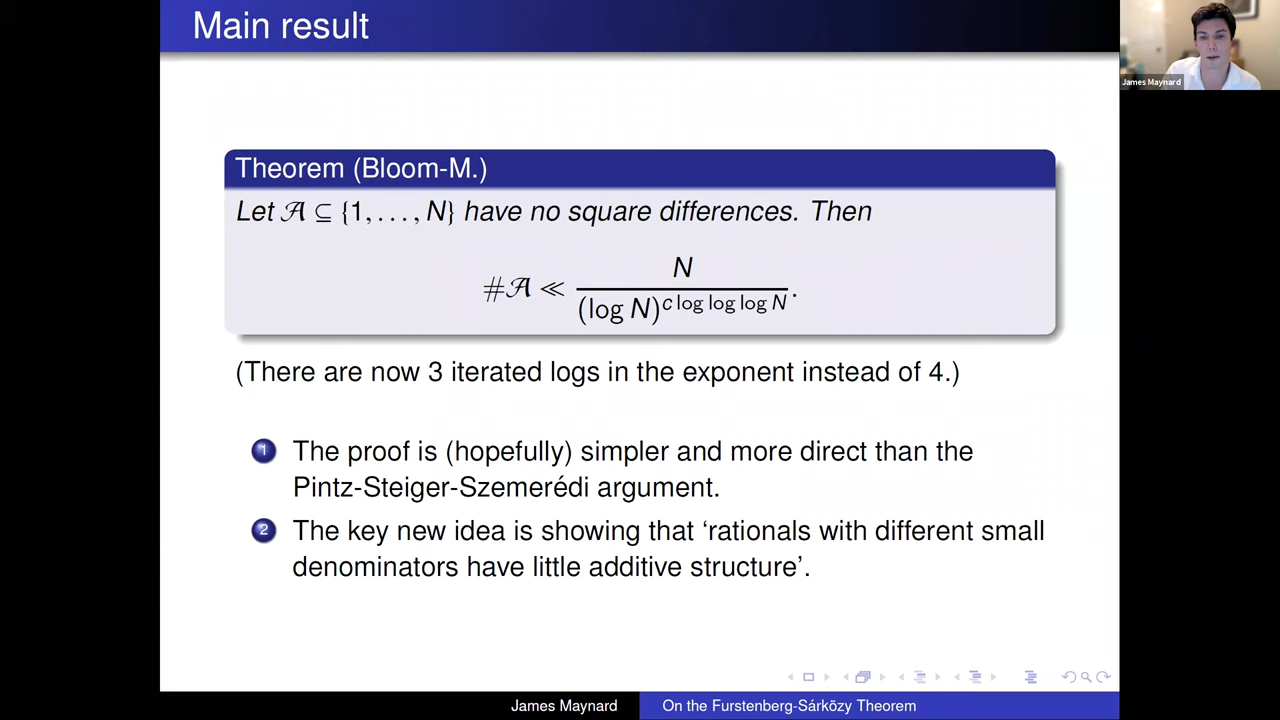 Main result
James Maynard
Theorem (Bloom-M.)
Let 𝒜 ⊆ {1, . . . , N} have no square differences. Then
#𝒜 ≪ N / (log N)^{c log log log N}.
(There are now 3 iterated logs in the exponent instead of 4.)
1 The proof is (hopefully) simpler and more direct than the
Pintz-Steiger-Szemerédi argument.
2 The key new idea is showing that ‘rationals with different small
denominators have little additive structure’.
James Maynard On the Furstenberg-Sárközy Theorem